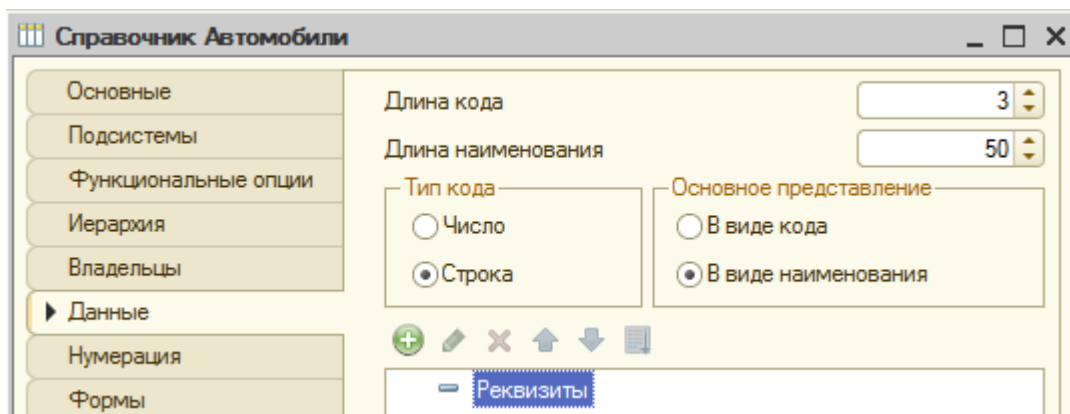 Справочник Автомобили
Основные
Подсистемы
Функциональные опции
Иерархия
Владельцы
Данные
Нумерация
Формы
Длина кода 3
Длина наименования 50
Тип кода
Число
Строка
Основное представление
В виде кода
В виде наименования
Реквизиты